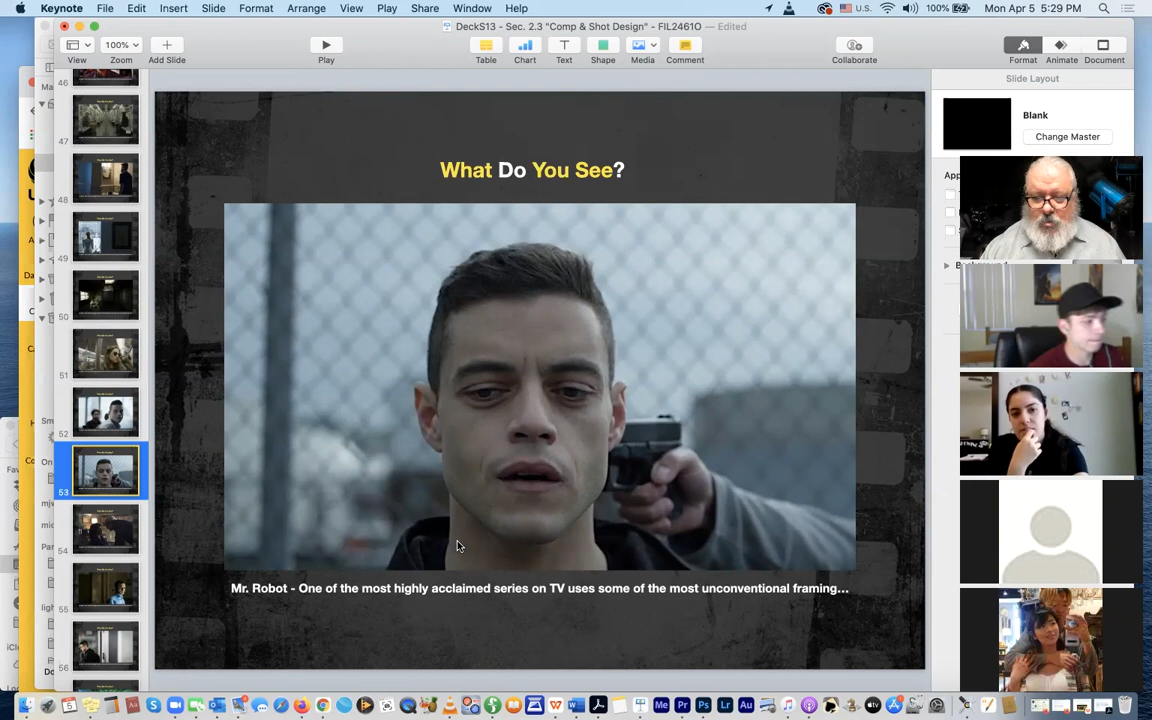 Keynote File Edit Insert Slide Format Arrange View Play Share Window Help
U.S. 100% Mon Apr 5 5:29 PM
DeckS13 - Sec. 2.3 "Comp & Shot Design" - FIL2461O — Edited
100%
View Zoom Add Slide Play Table Chart Text Shape Media Comment Collaborate Format Animate Document
Slide Layout
Blank
Change Master
46
47
48
49
50
51
52
53
54
55
56
What Do You See?
Mr. Robot - One of the most highly acclaimed series on TV uses some of the most unconventional framing...